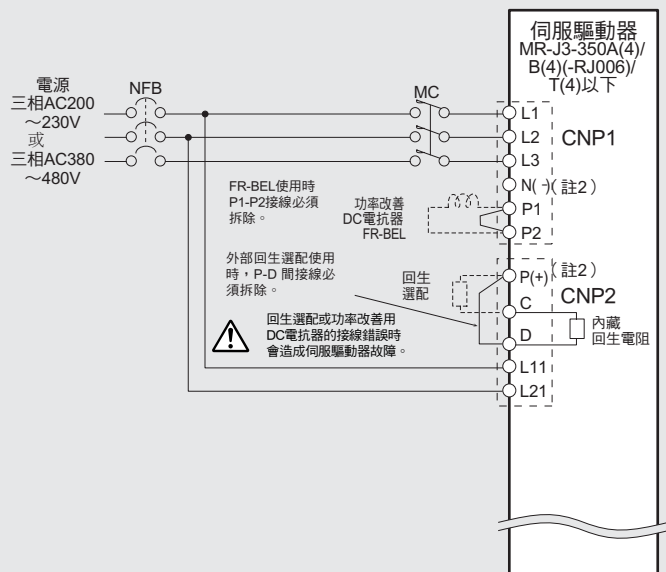 伺服驅動器
MR-J3-350A(4)/
B(4)(-RJ006)/
T(4)以下
電源
三相AC200
～230V
或
三相AC380
～480V
NFB
MC
L1
L2
CNP1
L3
N(-)(註2)
P1
P2
FR-BEL使用時
P1-P2接線必須
拆除。
功率改善
DC電抗器
FR-BEL
外部回生選配使用
時，P-D 間接線必
須拆除。
回生
選配
P(+)(註2)
CNP2
C
內藏
回生電阻
D
回生選配或功率改善用
DC電抗器的接線錯誤時
會造成伺服驅動器故障。
L11
L21